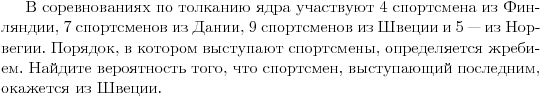 В соревнованиях по толканию ядра участвуют 4 спортсмена из Фин-
ляндии, 7 спортсменов из Дании, 9 спортсменов из Швеции и 5 — из Нор-
вегии. Порядок, в котором выступают спортсмены, определяется жреби-
ем. Найдите вероятность того, что спортсмен, выступающий последним,
окажется из Швеции.